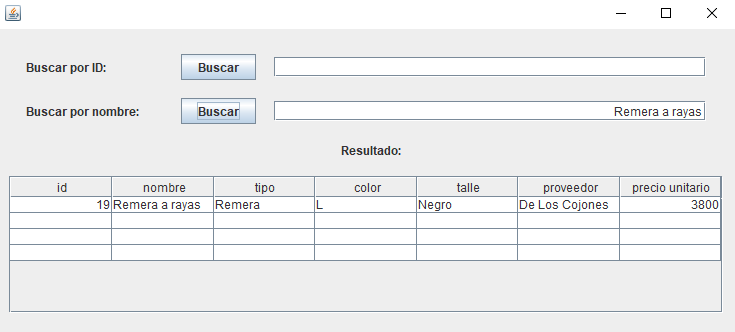 Buscar por ID: Buscar
Buscar por nombre: Buscar Remera a rayas
Resultado:
id nombre tipo color talle proveedor precio unitario
19 Remera a rayas Remera L Negro De Los Cojones 3800